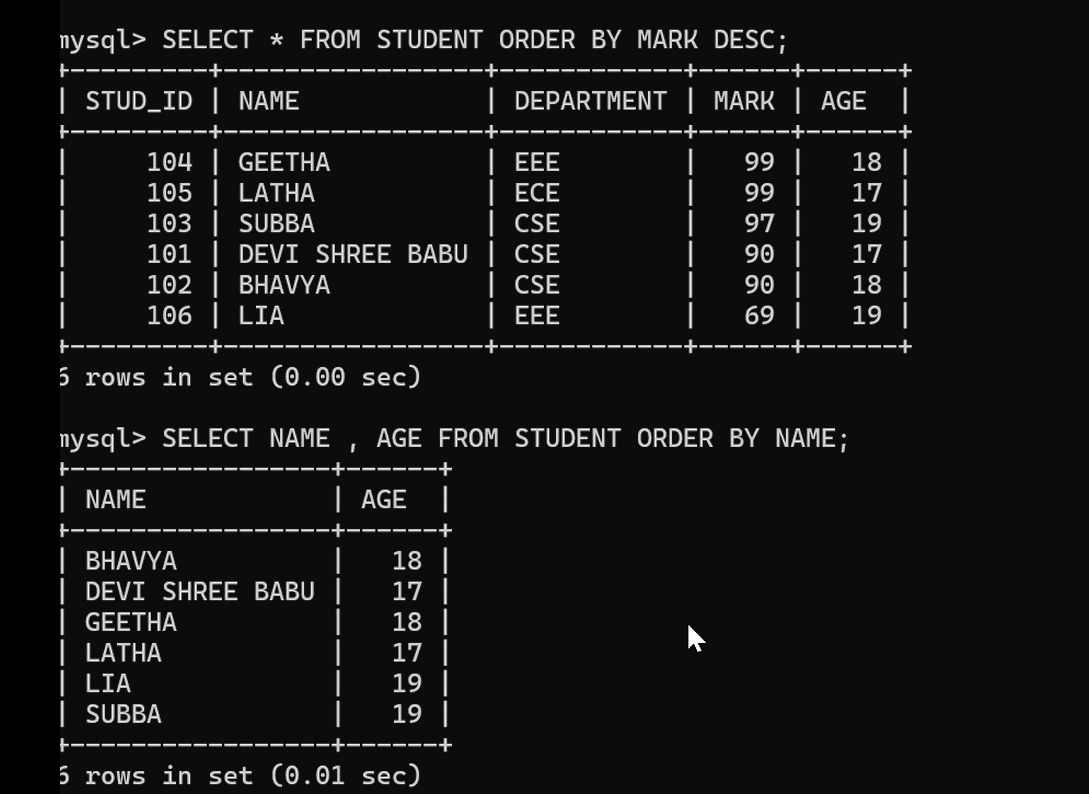 mysql> SELECT * FROM STUDENT ORDER BY MARK DESC;
+---------+-----------------+------------+------+------+
| STUD_ID | NAME            | DEPARTMENT | MARK | AGE  |
+---------+-----------------+------------+------+------+
|     104 | GEETHA          | EEE        |   99 |   18 |
|     105 | LATHA           | ECE        |   99 |   17 |
|     103 | SUBBA           | CSE        |   97 |   19 |
|     101 | DEVI SHREE BABU | CSE        |   90 |   17 |
|     102 | BHAVYA          | CSE        |   90 |   18 |
|     106 | LIA             | EEE        |   69 |   19 |
+---------+-----------------+------------+------+------+
6 rows in set (0.00 sec)
mysql> SELECT NAME , AGE FROM STUDENT ORDER BY NAME;
+-----------------+------+
| NAME            | AGE  |
+-----------------+------+
| BHAVYA          |   18 |
| DEVI SHREE BABU |   17 |
| GEETHA          |   18 |
| LATHA           |   17 |
| LIA             |   19 |
| SUBBA           |   19 |
+-----------------+------+
6 rows in set (0.01 sec)